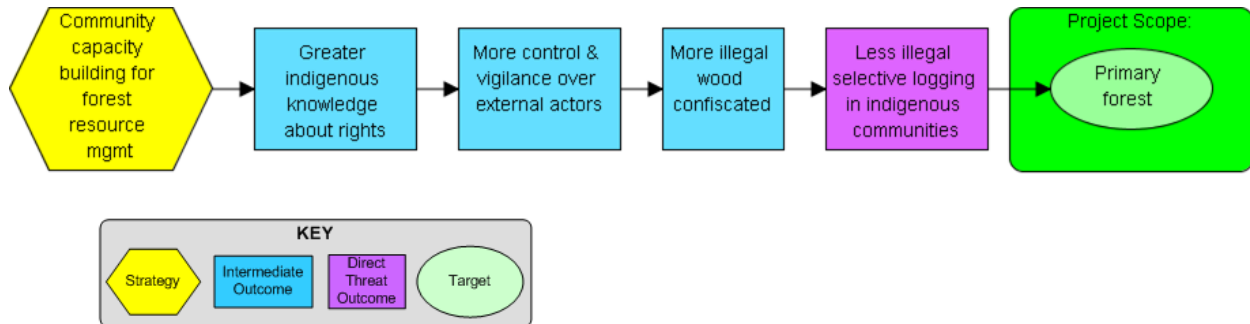 Community
capacity
building for
forest
resource
mgmt
Greater
indigenous
knowledge
about rights
More control &
vigilance over
external actors
More illegal
wood
confiscated
Less illegal
selective logging
in indigenous
communities
Project Scope:
Primary
forest
KEY
Strategy
Intermediate
Outcome
Direct
Threat
Outcome
Target